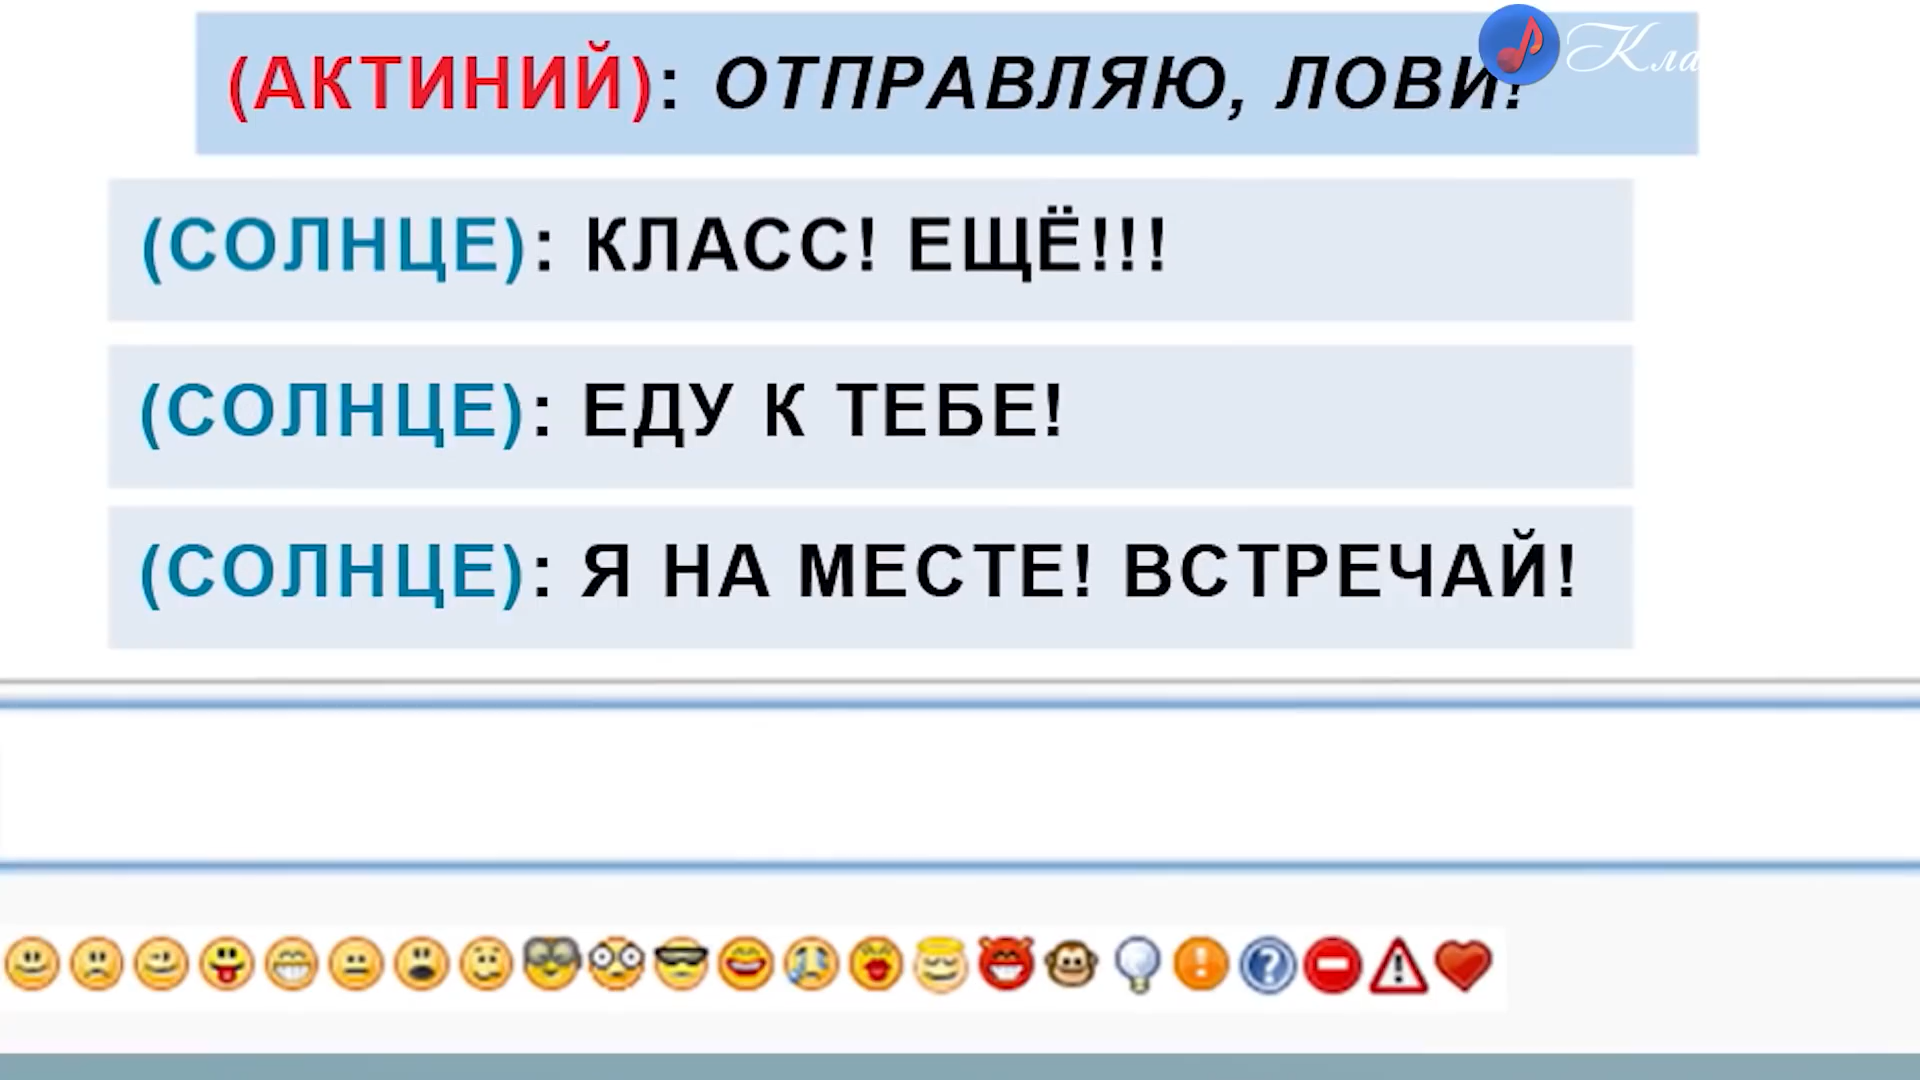 (АКТИНИЙ): ОТПРАВЛЯЮ, ЛОВИ!
(СОЛНЦЕ): КЛАСС! ЕЩЁ!!!
(СОЛНЦЕ): ЕДУ К ТЕБЕ!
(СОЛНЦЕ): Я НА МЕСТЕ! ВСТРЕЧАЙ!